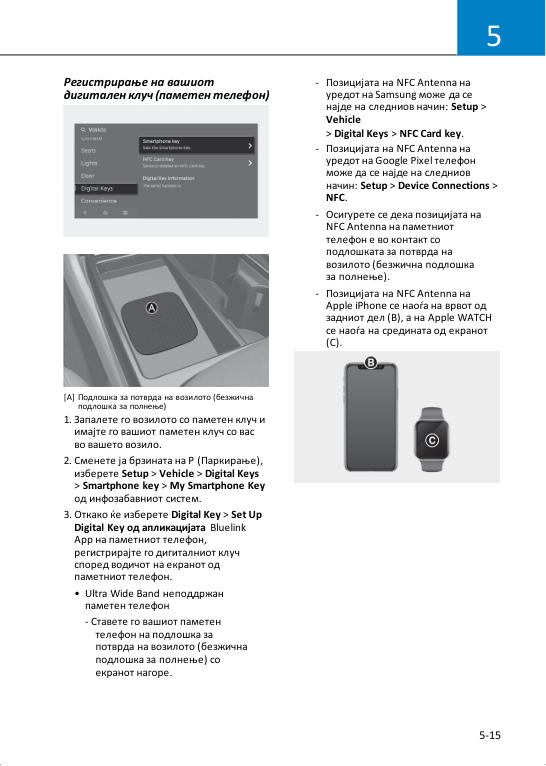 5
Регистрирање на вашиот
дигитален клуч (паметен телефон)
Vehicle
Climate
Seats
Lights
Door
Digital Keys
Convenience
Smartphone key
NFC Card Key
Digital Key Information
A
[A] Подлошка за потврда на возилото (безжична
подлошка за полнење)
1. Запалете го возилото со паметен клуч и
имајте го вашиот паметен клуч со вас
во вашето возило.
2. Сменете ја брзината на P (Паркирање),
изберете Setup > Vehicle > Digital Keys
> Smartphone key > My Smartphone Key
од инфозабавниот систем.
3. Откако ќе изберете Digital Key > Set Up
Digital Key од апликацијата Bluelink
App на паметниот телефон,
регистрирајте го дигиталниот клуч
според водичот на екранот од
паметниот телефон.
• Ultra Wide Band неподдржан
паметен телефон
- Ставете го вашиот паметен
телефон на подлошка за
потврда на возилото (безжична
подлошка за полнење) со
екранот нагоре.
- Позицијата на NFC Antenna на
уредот на Samsung може да се
најде на следниов начин: Setup >
Vehicle
> Digital Keys > NFC Card key.
- Позицијата на NFC Antenna на
уредот на Google Pixel телефон
може да се најде на следниов
начин: Setup > Device Connections >
NFC.
- Осигурете се дека позицијата на
NFC Antenna на паметниот
телефон е во контакт со
подлошката за потврда на
возилото (безжична подлошка
за полнење).
- Позицијата на NFC Antenna на
Apple iPhone се наоѓа на врвот од
задниот дел (B), а на Apple WATCH
се наоѓа на средината од екранот
(C).
B
C
5-15